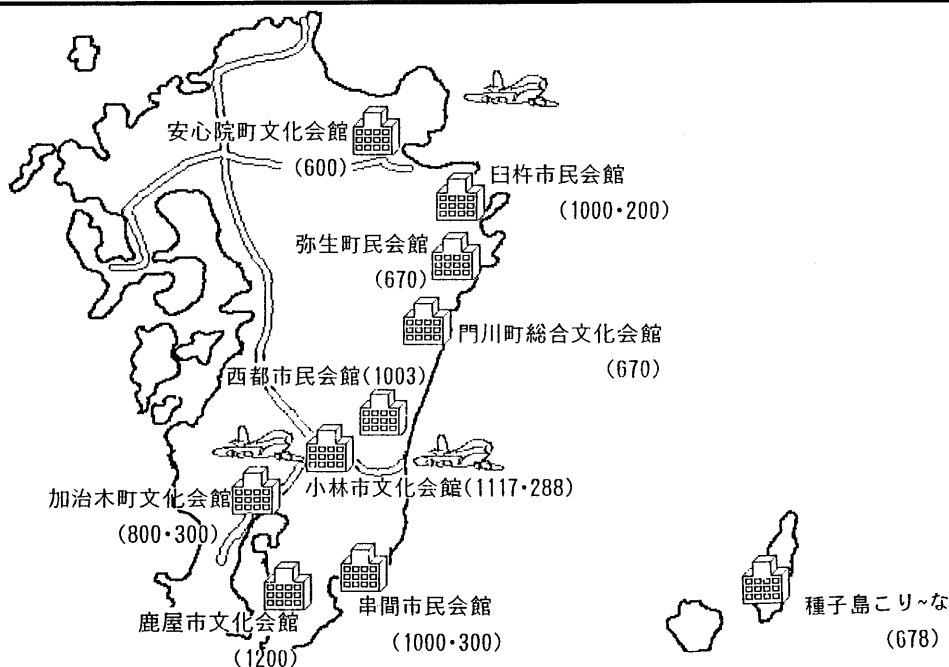 安心院町文化会館
(600)
臼杵市民会館
(1000・200)
弥生町民会館
(670)
門川町総合文化会館
(670)
西都市民会館(1003)
小林市文化会館(1117・288)
加治木町文化会館
(800・300)
鹿屋市文化会館
(1200)
串間市民会館
(1000・300)
種子島こり~な
(678)